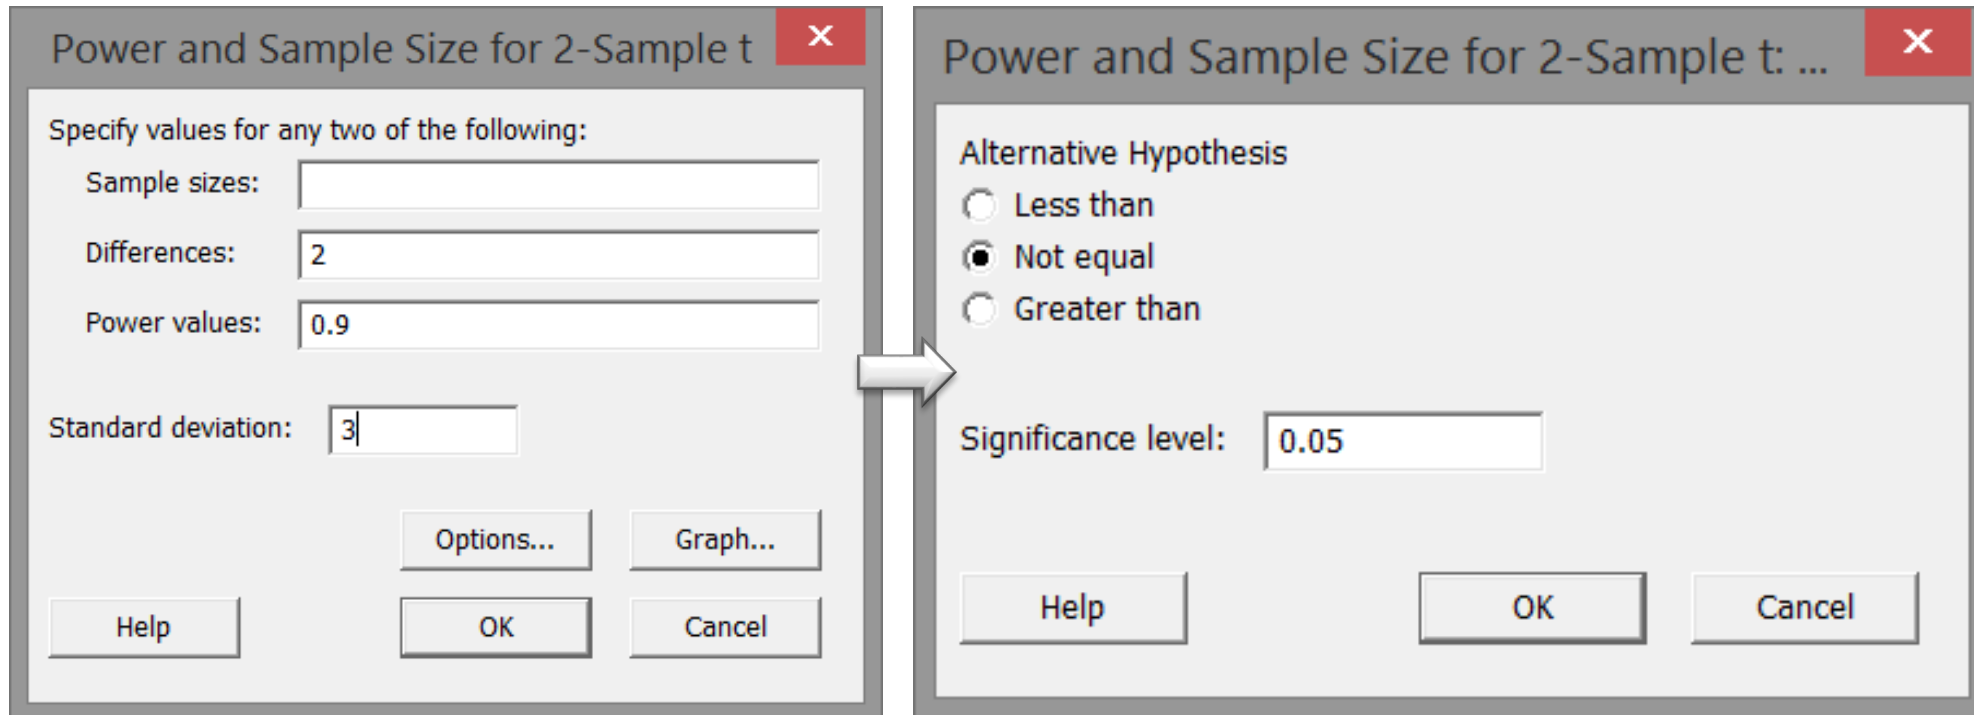 Power and Sample Size for 2-Sample t
Specify values for any two of the following:
Sample sizes:
Differences: 2
Power values: 0.9
Standard deviation: 3
Options... Graph...
Help OK Cancel
Power and Sample Size for 2-Sample t: ...
Alternative Hypothesis
Less than
Not equal
Greater than
Significance level: 0.05
Help OK Cancel